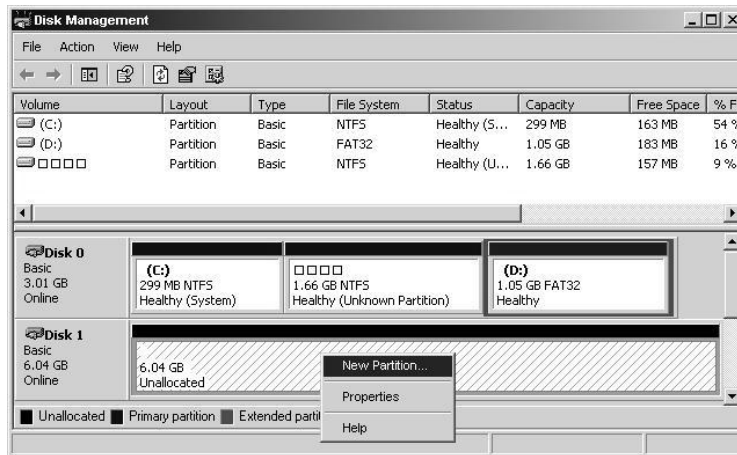 Disk Management
File Action View Help
Volume Layout Type File System Status Capacity Free Space % F
(C:) Partition Basic NTFS Healthy (S... 299 MB 163 MB 54 %
(D:) Partition Basic FAT32 Healthy 1.05 GB 183 MB 16 %
□□□□ Partition Basic NTFS Healthy (U... 1.66 GB 157 MB 9 %
Disk 0
Basic
3.01 GB
Online
(C:)
299 MB NTFS
Healthy (System)
□□□□
1.66 GB NTFS
Healthy (Unknown Partition)
(D:)
1.05 GB FAT32
Healthy
Disk 1
Basic
6.04 GB
Online
6.04 GB
Unallocated
New Partition...
Properties
Help
Unallocated Primary partition Extended parti